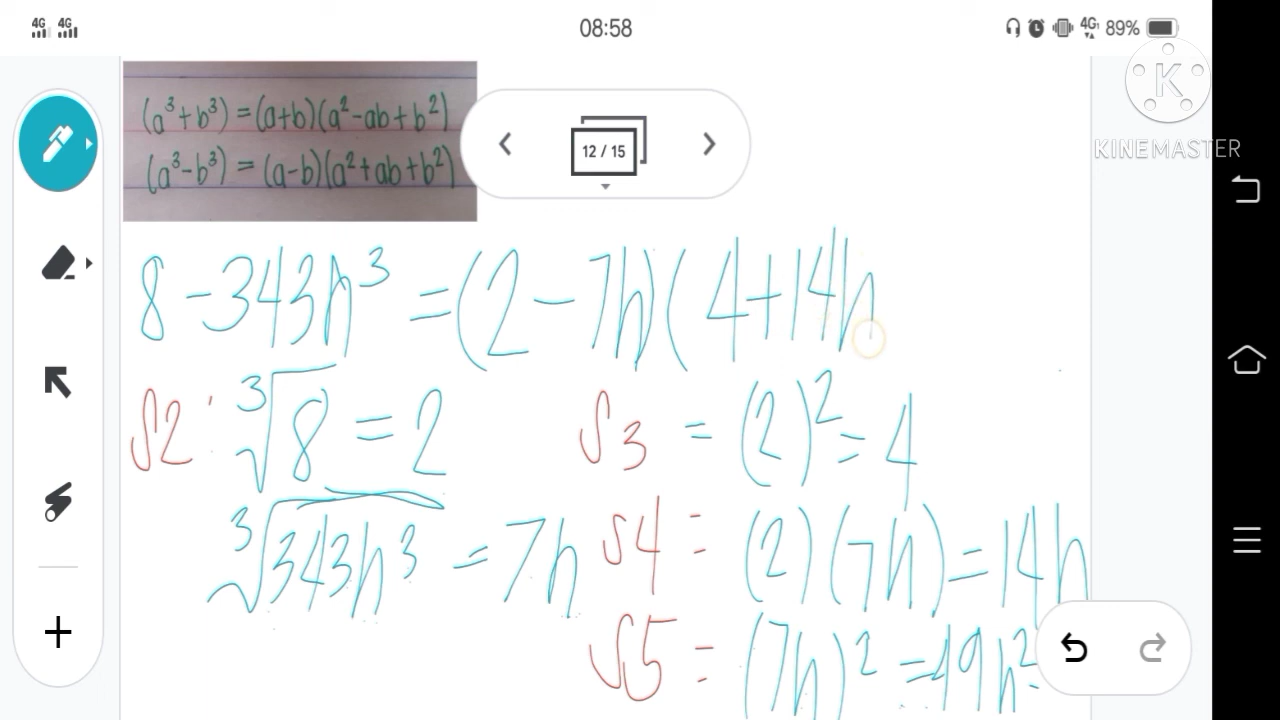 4G 4G 08:58 4G 89%
(a³+b³) = (a+b)(a²-ab+b²)
(a³-b³) = (a-b)(a²+ab+b²)
12 / 15
K
KINEMASTER
8 - 343h³ = (2 - 7h)(4+14h
S2: ³√8 = 2
S3 = (2)² = 4
³√343h³ = 7h
S4 = (2)(7h) = 14h
S5 = (7h)² = 49h²